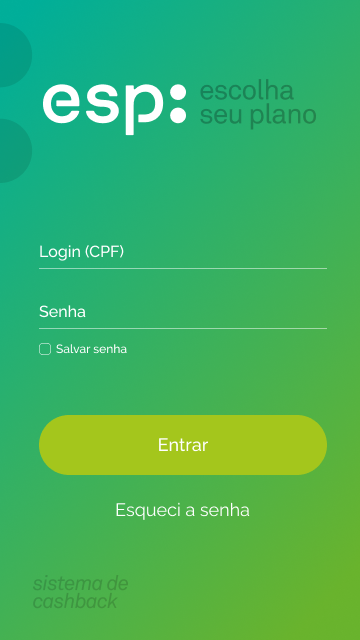 esp:
escolha
seu plano
Login (CPF)
Senha
Salvar senha
Entrar
Esqueci a senha
sistema de
cashback